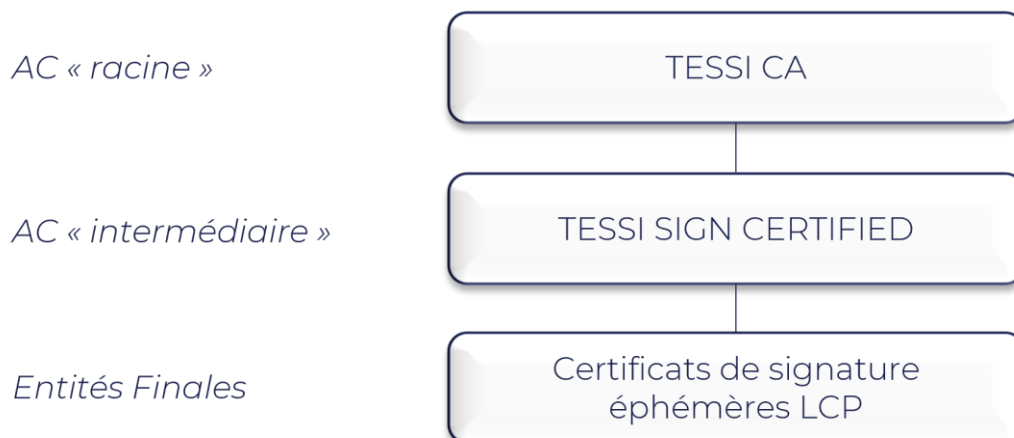 AC « racine »
TESSI CA
AC « intermédiaire »
TESSI SIGN CERTIFIED
Entités Finales
Certificats de signature
éphémères LCP